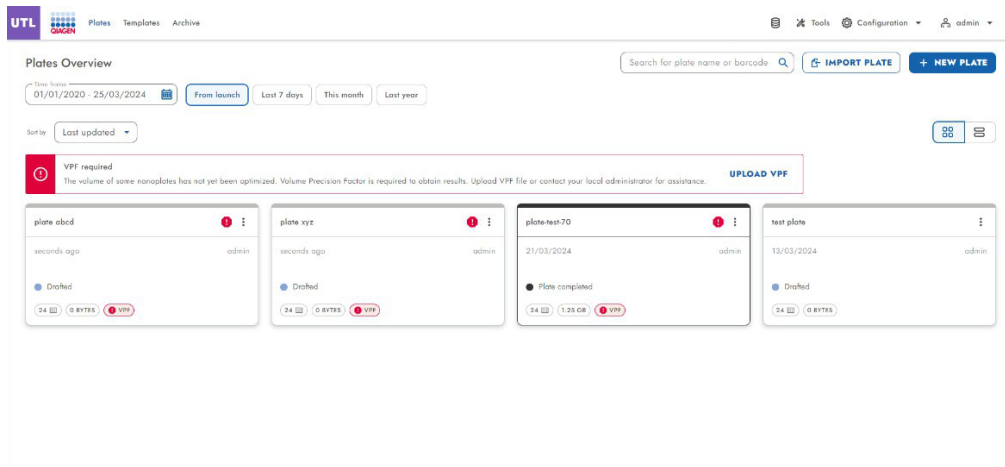 UTL QIAGEN Plates Templates Archive Tools Configuration admin
Plates Overview Search for plate name or barcode IMPORT PLATE + NEW PLATE
Time frame
01/01/2020 - 25/03/2024 From launch Last 7 days This month Last year
Sort by Last updated
VPF required
The volume of some nanoplates has not yet been optimized. Volume Precision Factor is required to obtain results. Upload VPF file or contact your local administrator for assistance. UPLOAD VPF
plate abcd plate xyz plate-test-70 test plate
seconds ago admin seconds ago admin 21/03/2024 admin 13/03/2024 admin
Drafted Drafted Plate completed Drafted
24 0 BYTES VPF 24 0 BYTES VPF 24 1.25 GB VPF 24 0 BYTES